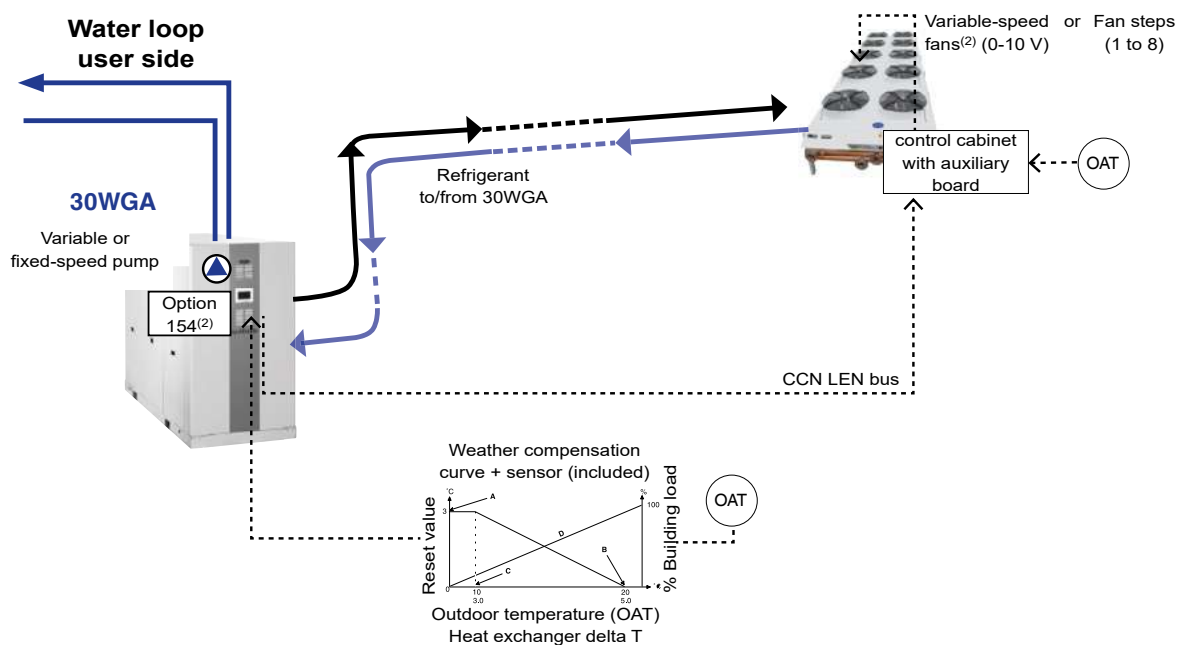 Water loop
user side
Variable-speed or Fan steps
fans(2) (0-10 V) (1 to 8)
control cabinet
with auxiliary
board
OAT
Refrigerant
to/from 30WGA
30WGA
Variable or
fixed-speed pump
Option
154(2)
CCN LEN bus
Weather compensation
curve + sensor (included)
OAT
Reset value
°C
A
3
D
B
C
0
10
3.0
20
5.0
%
100
% Building load
Outdoor temperature (OAT)
Heat exchanger delta T